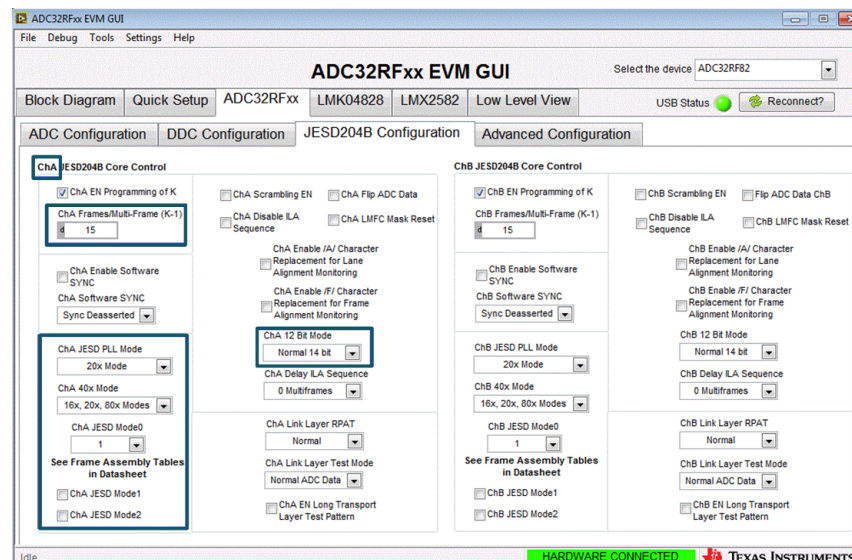 ADC32RFxx EVM GUI
File Debug Tools Settings Help
ADC32RFxx EVM GUI
Select the device ADC32RF82
Block Diagram Quick Setup ADC32RFxx LMK04828 LMX2582 Low Level View
USB Status Reconnect?
ADC Configuration DDC Configuration JESD204B Configuration Advanced Configuration
ChA JESD204B Core Control
ChA EN Programming of K
ChA Frames/Multi-Frame (K-1)
d 15
ChA Scrambling EN
ChA Flip ADC Data
ChA Disable ILA
Sequence
ChA LMFC Mask Reset
ChA Enable /A/ Character
Replacement for Lane
Alignment Monitoring
ChA Enable Software
SYNC
ChA Software SYNC
Sync Deasserted
ChA Enable /F/ Character
Replacement for Frame
Alignment Monitoring
ChA 12 Bit Mode
Normal 14 bit
ChA Delay ILA Sequence
0 Multiframes
ChA JESD PLL Mode
20x Mode
ChA 40x Mode
16x, 20x, 80x Modes
ChA JESD Mode0
1
See Frame Assembly Tables
in Datasheet
ChA JESD Mode1
ChA JESD Mode2
ChA Link Layer RPAT
Normal
ChA Link Layer Test Mode
Normal ADC Data
ChA EN Long Transport
Layer Test Pattern
ChB JESD204B Core Control
ChB EN Programming of K
ChB Frames/Multi-Frame (K-1)
d 15
ChB Scrambling EN
Flip ADC Data ChB
ChB Disable ILA
Sequence
ChB LMFC Mask Reset
ChB Enable /A/ Character
Replacement for Lane
Alignment Monitoring
ChB Enable Software
SYNC
ChB Software SYNC
Sync Deasserted
ChB Enable /F/ Character
Replacement for Frame
Alignment Monitoring
ChB 12 Bit Mode
Normal 14 bit
ChB Delay ILA Sequence
0 Multiframes
ChB JESD PLL Mode
20x Mode
ChB 40x Mode
16x, 20x, 80x Modes
ChB JESD Mode0
1
See Frame Assembly Tables
in Datasheet
ChB JESD Mode1
ChB JESD Mode2
ChB Link Layer RPAT
Normal
ChB Link Layer Test Mode
Normal ADC Data
ChB EN Long Transport
Layer Test Pattern
Idle
HARDWARE CONNECTED
TEXAS INSTRUMENTS